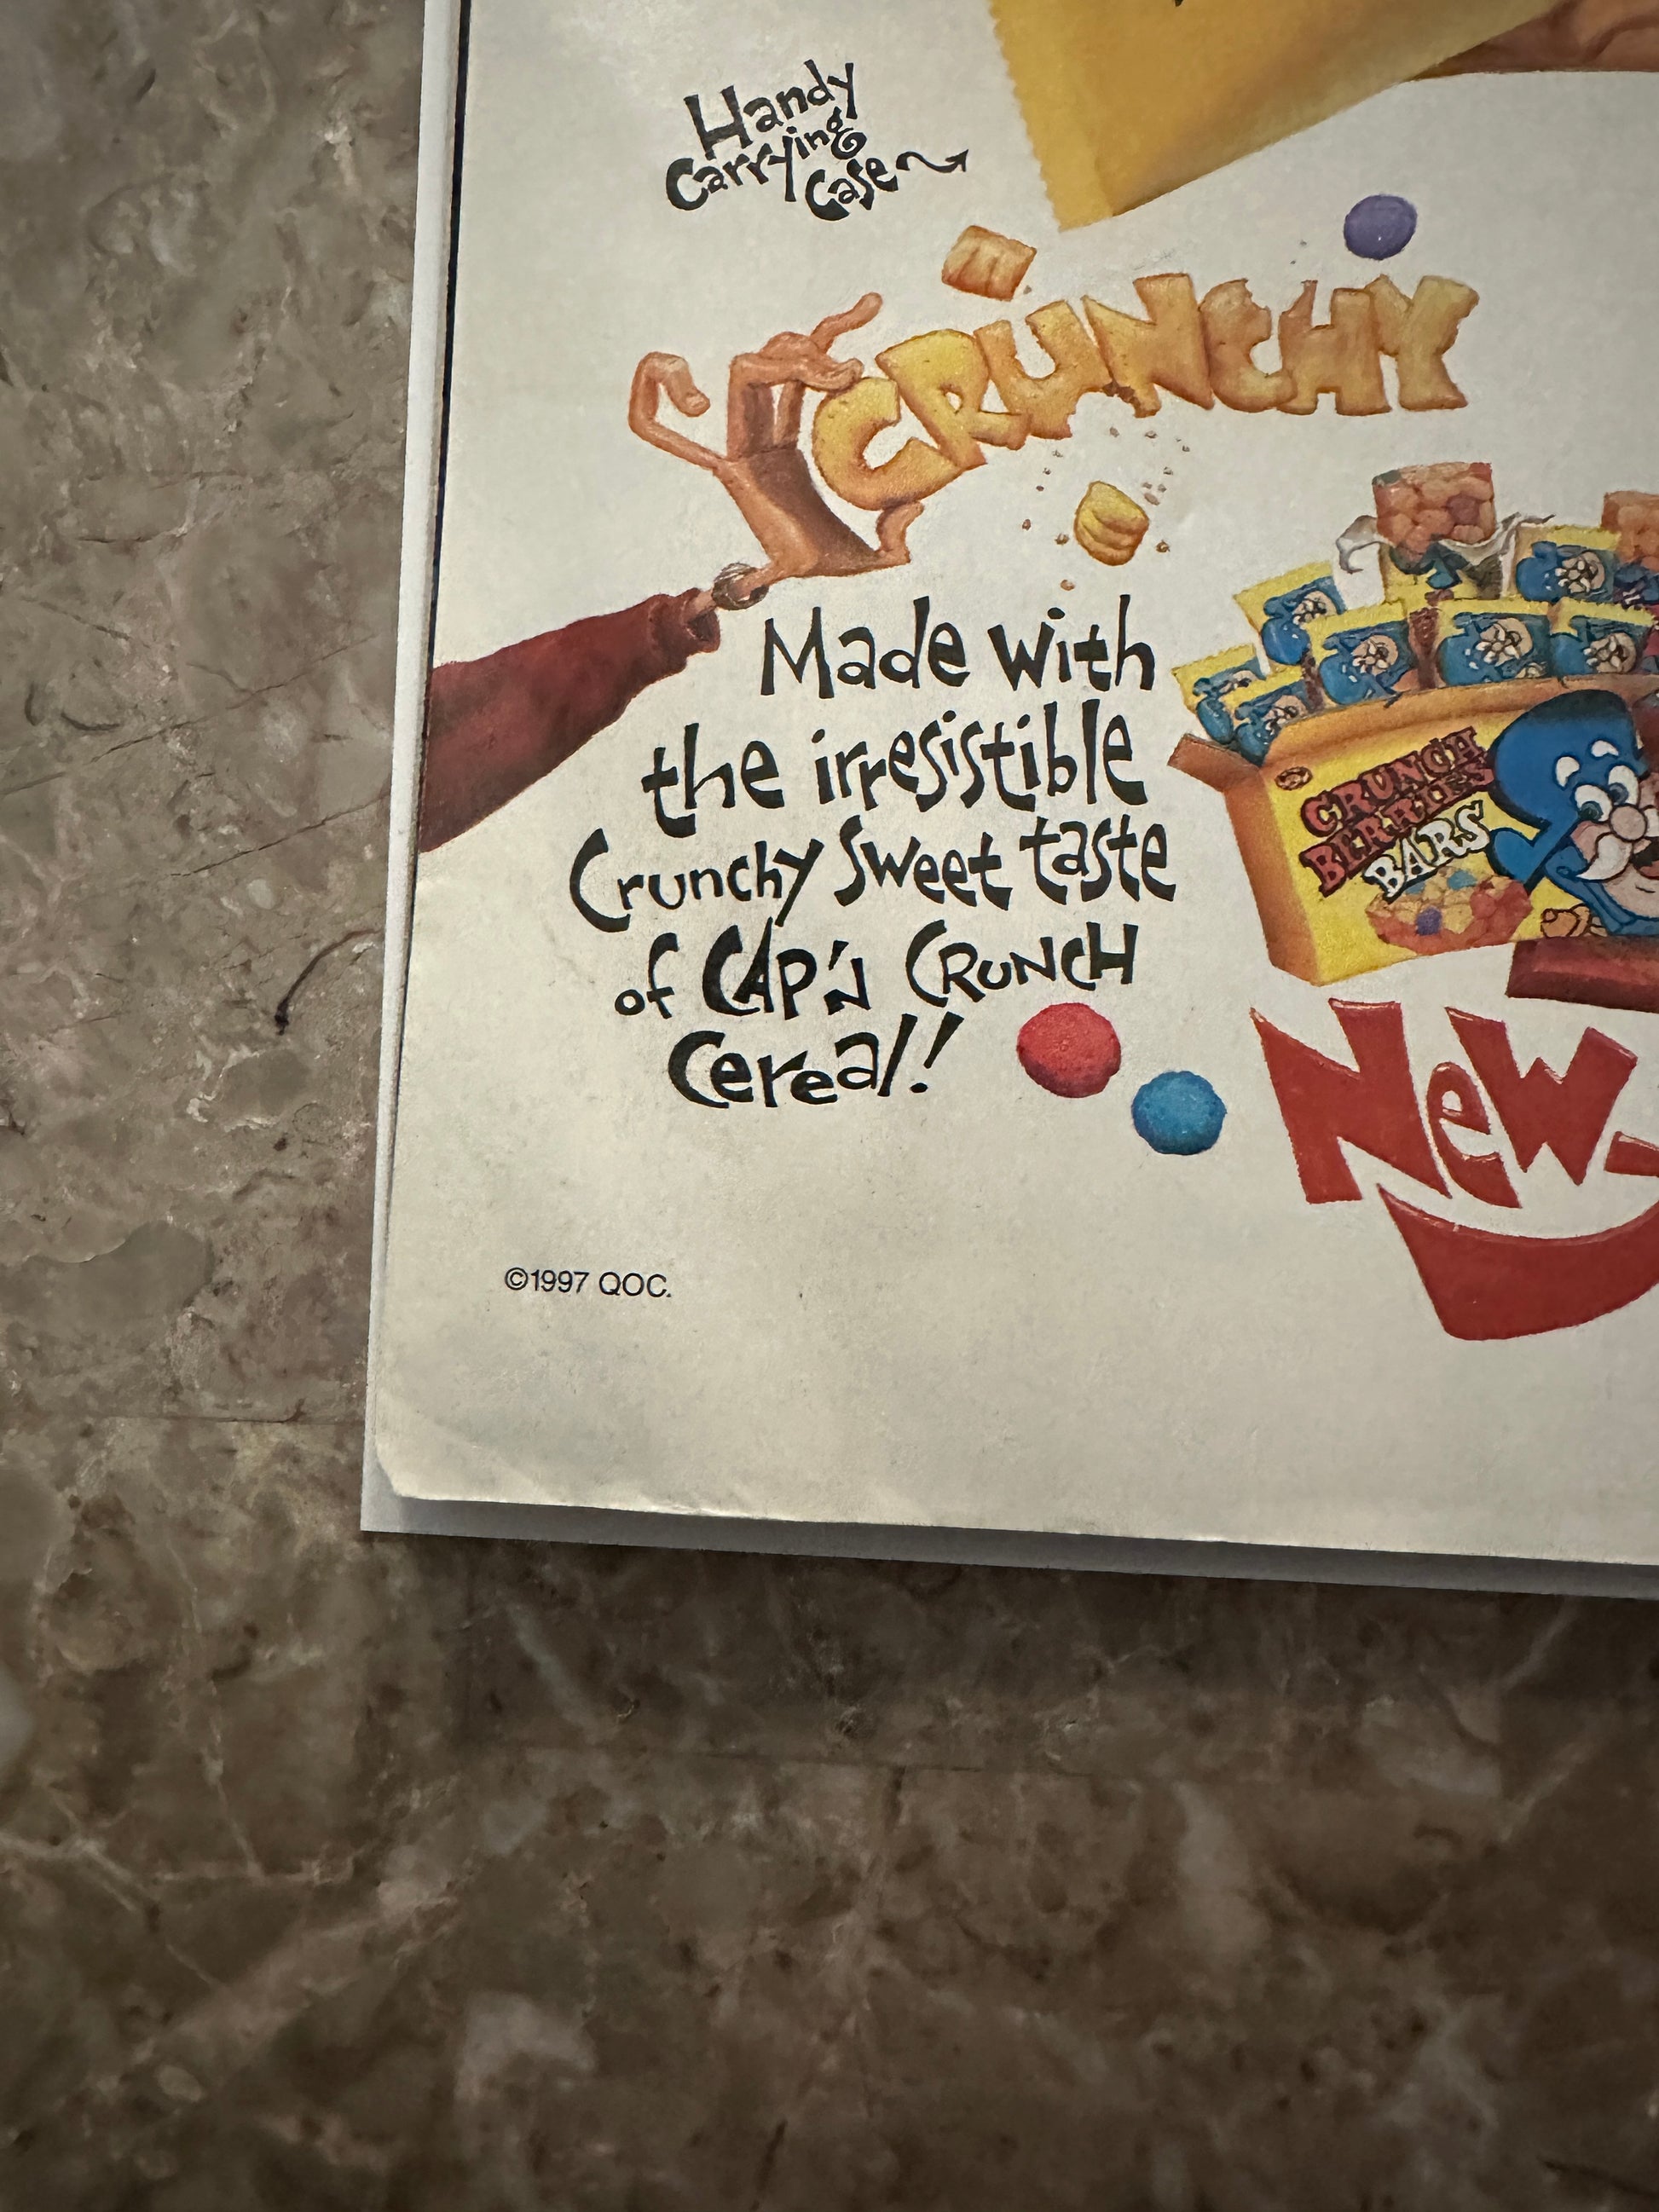 Handy
Carrying
Case
CRUNCHY
Made with
the irresistible
Crunchy Sweet taste
of CAP'N CRUNCH
Cereal!
CRUNCH
BERRIES
BARS
New
©1997 QOC.